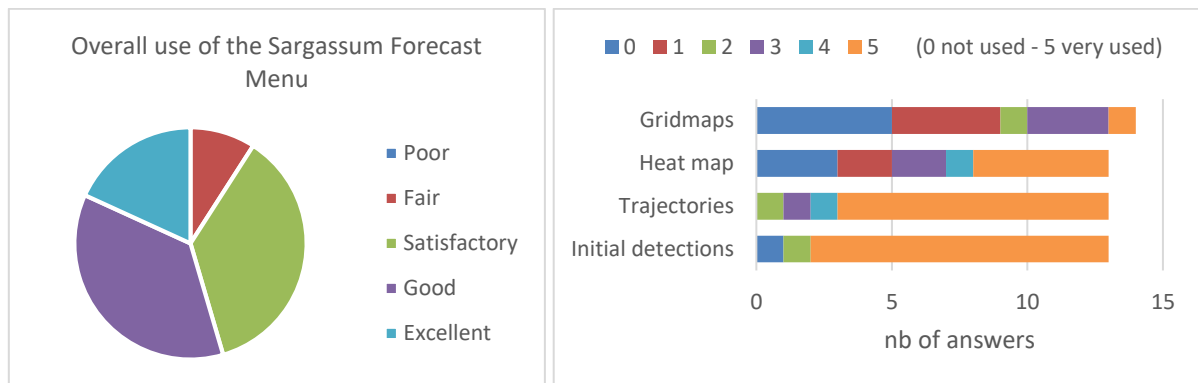 Overall use of the Sargassum Forecast
Menu
Poor
Fair
Satisfactory
Good
Excellent
0 1 2 3 4 5 (0 not used - 5 very used)
Gridmaps
Heat map
Trajectories
Initial detections
0 5 10 15
nb of answers